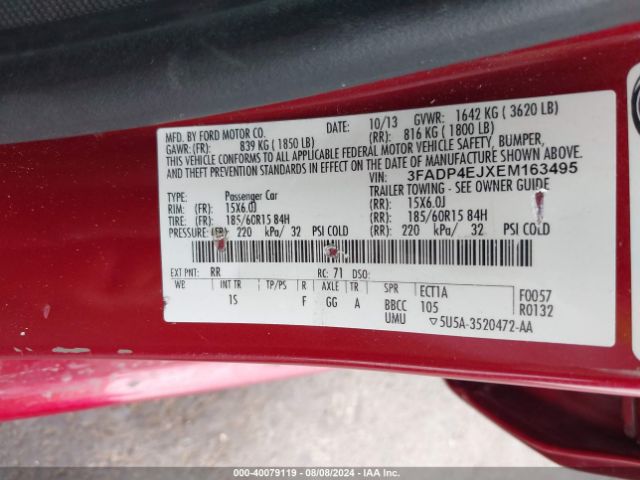 MFD. BY FORD MOTOR CO. DATE: 10/13 GVWR: 1642 KG ( 3620 LB)
GAWR: (FR): 839 KG ( 1850 LB) (RR): 816 KG ( 1800 LB)
THIS VEHICLE CONFORMS TO ALL APPLICABLE FEDERAL MOTOR VEHICLE SAFETY, BUMPER,
AND THEFT PREVENTION STANDARDS IN EFFECT ON THE DATE OF MANUFACTURE SHOWN ABOVE.
VIN: 3FADP4EJXEM163495
TYPE: Passenger Car TRAILER TOWING - SEE OWNER GUIDE
RIM: (FR): 15X6.0J (RR): 15X6.0J
TIRE: (FR): 185/60R15 84H (RR): 185/60R15 84H
PRESSURE: (FR): 220 kPa/ 32 PSI COLD (RR): 220 kPa/ 32 PSI COLD
EXT PNT: RR RC: 71 DSO:
WB INT TR TP/PS R AXLE TR SPR ECT1A F0057
1S F GG A BBCC 105 R0132
UMU ▽5U5A-3520472-AA
000-40079119 - 08/08/2024 - IAA Inc.